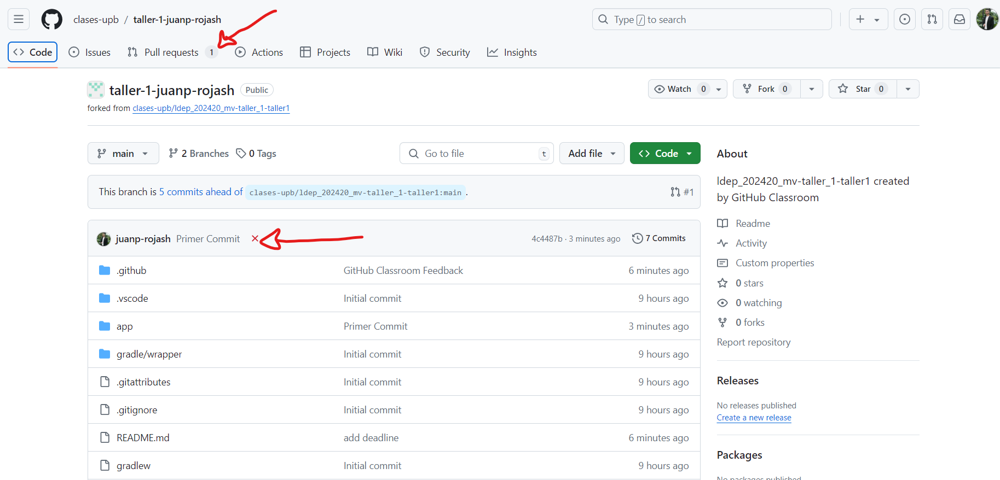 clases-upb / taller-1-juanp-rojash
Type / to search
Code
Issues
Pull requests 1
Actions
Projects
Wiki
Security
Insights
taller-1-juanp-rojash Public
forked from clases-upb/ldep_202420_mv-taller_1-taller1
Watch 0
Fork 0
Star 0
main
2 Branches
0 Tags
Go to file t
Add file
Code
This branch is 5 commits ahead of clases-upb/ldep_202420_mv-taller_1-taller1:main .
#1
juanp-rojash Primer Commit
4c4487b · 3 minutes ago
7 Commits
.github GitHub Classroom Feedback 6 minutes ago
.vscode Initial commit 9 hours ago
app Primer Commit 3 minutes ago
gradle/wrapper Initial commit 9 hours ago
.gitattributes Initial commit 9 hours ago
.gitignore Initial commit 9 hours ago
README.md add deadline 6 minutes ago
gradlew Initial commit 9 hours ago
About
ldep_202420_mv-taller_1-taller1 created
by GitHub Classroom
Readme
Activity
Custom properties
0 stars
0 watching
0 forks
Report repository
Releases
No releases published
Create a new release
Packages
No packages published